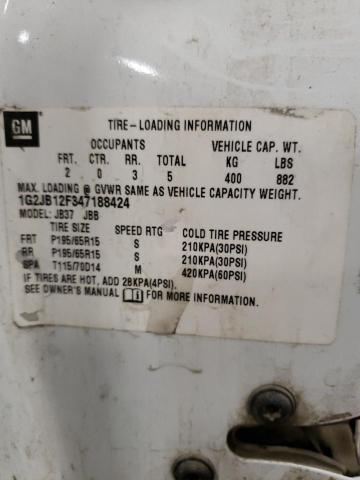 GM
TIRE-LOADING INFORMATION
OCCUPANTS VEHICLE CAP. WT.
FRT. CTR. RR. TOTAL KG LBS
2 0 3 5 400 882
MAX. LOADING @ GVWR SAME AS VEHICLE CAPACITY WEIGHT.
1G2JB12F347188424
MODEL: JB37 JBB
TIRE SIZE SPEED RTG COLD TIRE PRESSURE
FRT P195/65R15 S 210KPA(30PSI)
RR P195/65R15 S 210KPA(30PSI)
SPA T115/70D14 M 420KPA(60PSI)
IF TIRES ARE HOT, ADD 28KPA(4PSI).
SEE OWNER'S MANUAL FOR MORE INFORMATION.